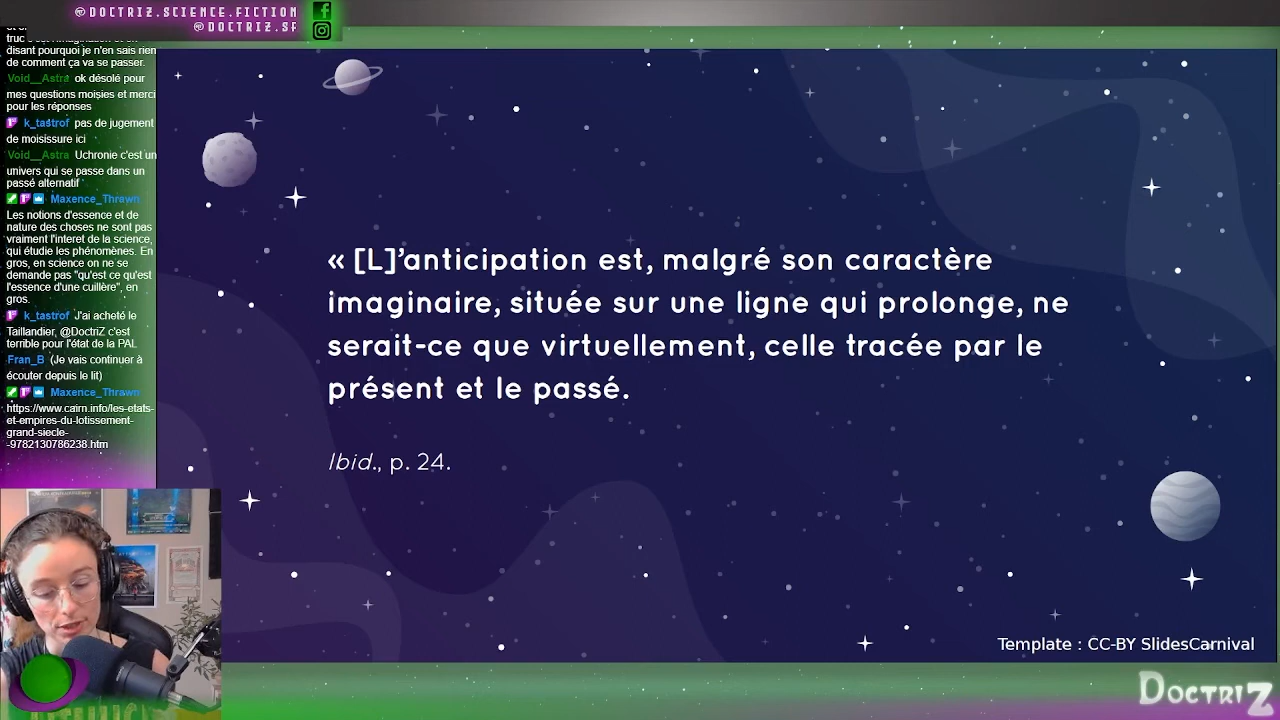 @DOCTRIZ.SCIENCE.FICTION
@DOCTRIZ.SF
disant pourquoi je n'en sais rien
de comment ça va se passer.
Void__Astra ok désolé pour
mes questions moisies et merci
pour les réponses
k_tastrof pas de jugement
de moisissure ici
Void__Astra Uchronie c'est un
univers qui se passe dans un
passé alternatif
Maxence_Thrawn
Les notions d'essence et de
nature des choses ne sont pas
vraiment l'interet de la science,
qui étudie les phénomènes. En
gros, en science on ne se
demande pas "qu'est ce qu'est
l'essence d'une cuillère", en
gros.
k_tastrof J'ai acheté le
Taillandier, @DoctriZ c'est
terrible pour l'état de la PAL
Fran_B (Je vais continuer à
écouter depuis le lit)
Maxence_Thrawn
https://www.cairn.info/les-etats-
et-empires-du-lotissement-
grand-siecle-
-9782130786238.htm
« [L]’anticipation est, malgré son caractère
imaginaire, située sur une ligne qui prolonge, ne
serait-ce que virtuellement, celle tracée par le
présent et le passé.
Ibid., p. 24.
Template : CC-BY SlidesCarnival
DOCTRIZ